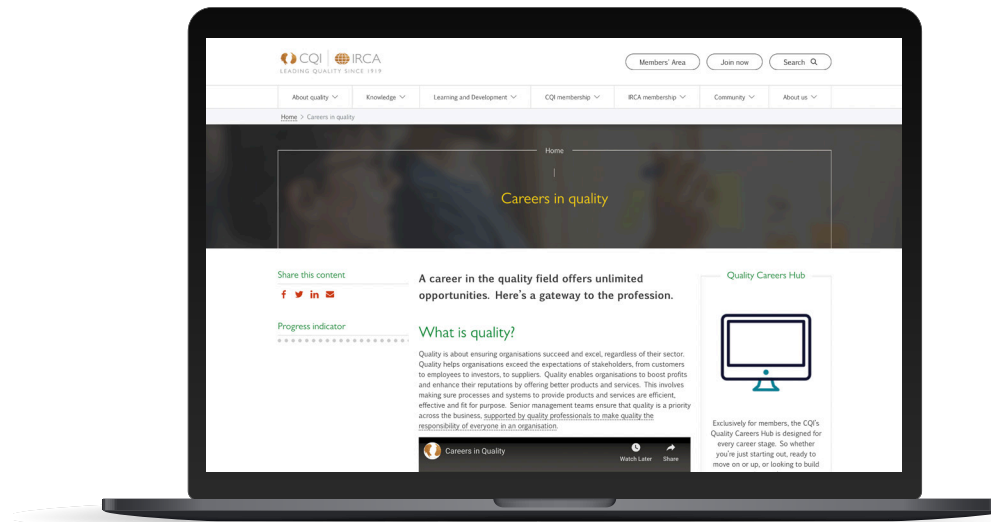 CQI IRCA
LEADING QUALITY SINCE 1919
Members' Area Join now Search
About quality Knowledge Learning and Development CQI membership IRCA membership Community About us
Home > Careers in quality
Home
Careers in quality
Share this content
Progress indicator
A career in the quality field offers unlimited
opportunities. Here's a gateway to the profession.
What is quality?
Quality is about ensuring organisations succeed and excel, regardless of their sector.
Quality helps organisations exceed the expectations of stakeholders, from customers
to employees to investors, to suppliers. Quality enables organisations to boost profits
and enhance their reputations by offering better products and services. This involves
making sure processes and systems to provide products and services are efficient,
effective and fit for purpose. Senior management teams ensure that quality is a priority
across the business, supported by quality professionals to make quality the
responsibility of everyone in an organisation.
Careers in Quality
Watch Later Share
Quality Careers Hub
Exclusively for members, the CQI's
Quality Careers Hub is designed for
every career stage. So whether
you're just starting out, ready to
move on or up, or looking to build